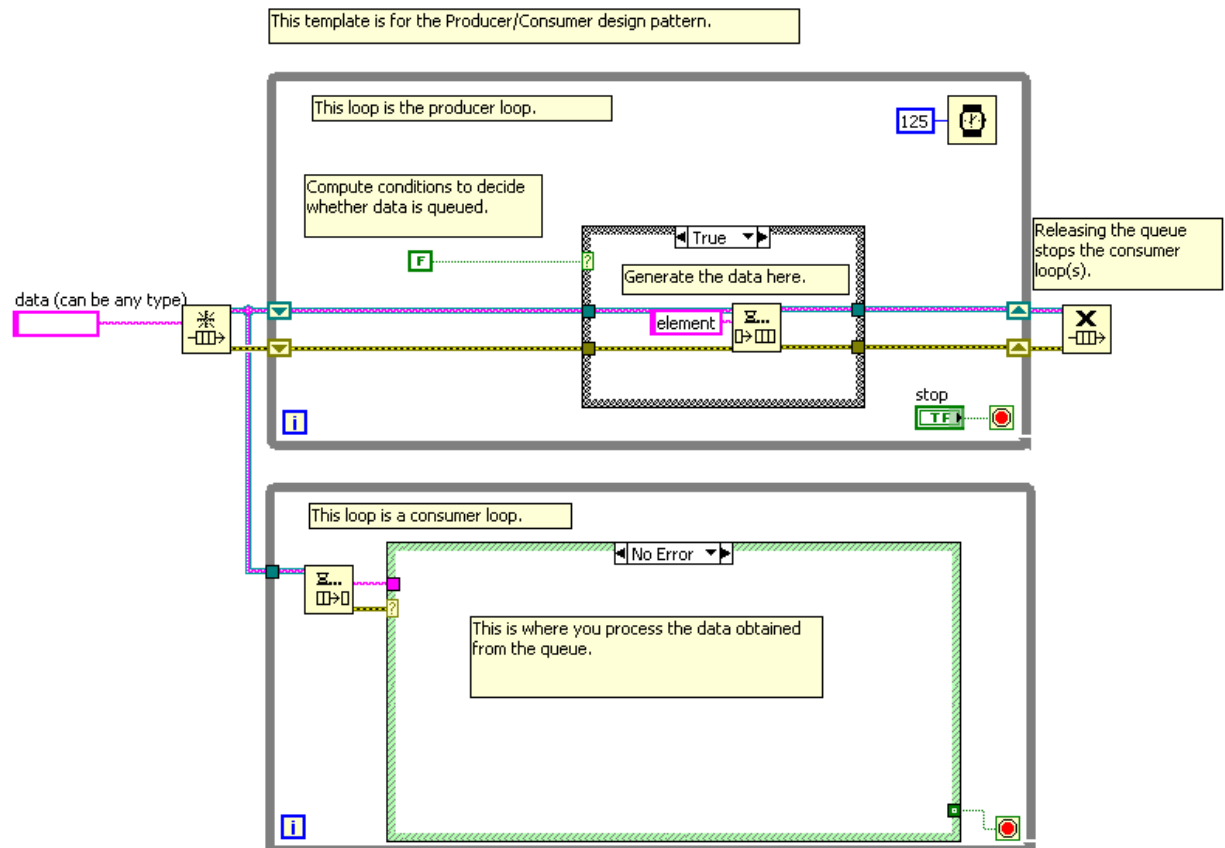 This template is for the Producer/Consumer design pattern.
This loop is the producer loop.
125
Compute conditions to decide
whether data is queued.
True
Releasing the queue
stops the consumer
loop(s).
F
?
Generate the data here.
data (can be any type)
element
stop
TF
i
This loop is a consumer loop.
No Error
?
This is where you process the data obtained
from the queue.
i